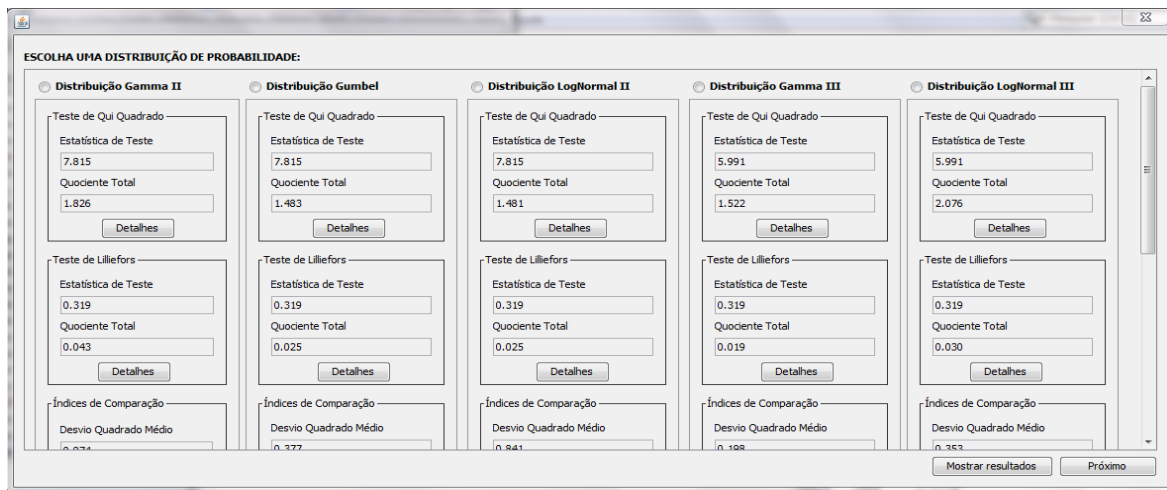 ESCOLHA UMA DISTRIBUIÇÃO DE PROBABILIDADE:
Distribuição Gamma II
Teste de Qui Quadrado
Estatística de Teste
7.815
Quociente Total
1.826
Detalhes
Teste de Lilliefors
Estatística de Teste
0.319
Quociente Total
0.043
Detalhes
Índices de Comparação
Desvio Quadrado Médio
Distribuição Gumbel
Teste de Qui Quadrado
Estatística de Teste
7.815
Quociente Total
1.483
Detalhes
Teste de Lilliefors
Estatística de Teste
0.319
Quociente Total
0.025
Detalhes
Índices de Comparação
Desvio Quadrado Médio
0.377
Distribuição LogNormal II
Teste de Qui Quadrado
Estatística de Teste
7.815
Quociente Total
1.481
Detalhes
Teste de Lilliefors
Estatística de Teste
0.319
Quociente Total
0.025
Detalhes
Índices de Comparação
Desvio Quadrado Médio
0.841
Distribuição Gamma III
Teste de Qui Quadrado
Estatística de Teste
5.991
Quociente Total
1.522
Detalhes
Teste de Lilliefors
Estatística de Teste
0.319
Quociente Total
0.019
Detalhes
Índices de Comparação
Desvio Quadrado Médio
0.198
Distribuição LogNormal III
Teste de Qui Quadrado
Estatística de Teste
5.991
Quociente Total
2.076
Detalhes
Teste de Lilliefors
Estatística de Teste
0.319
Quociente Total
0.030
Detalhes
Índices de Comparação
Desvio Quadrado Médio
0.353
Mostrar resultados
Próximo